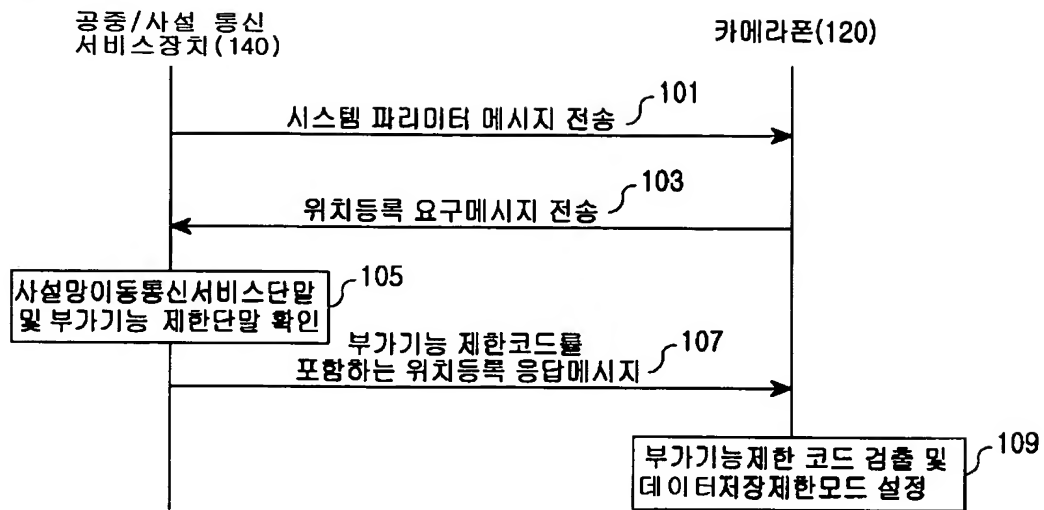 공중/사설 통신
서비스장치(140)
카메라폰(120)
시스템 파리미터 메시지 전송
101
위치등록 요구메시지 전송
103
사설망이동통신서비스단말
및 부가기능 제한단말 확인
105
부가기능 제한코드를
포함하는 위치등록 응답메시지
107
부가기능제한 코드 검출 및
데이터저장제한모드 설정
109